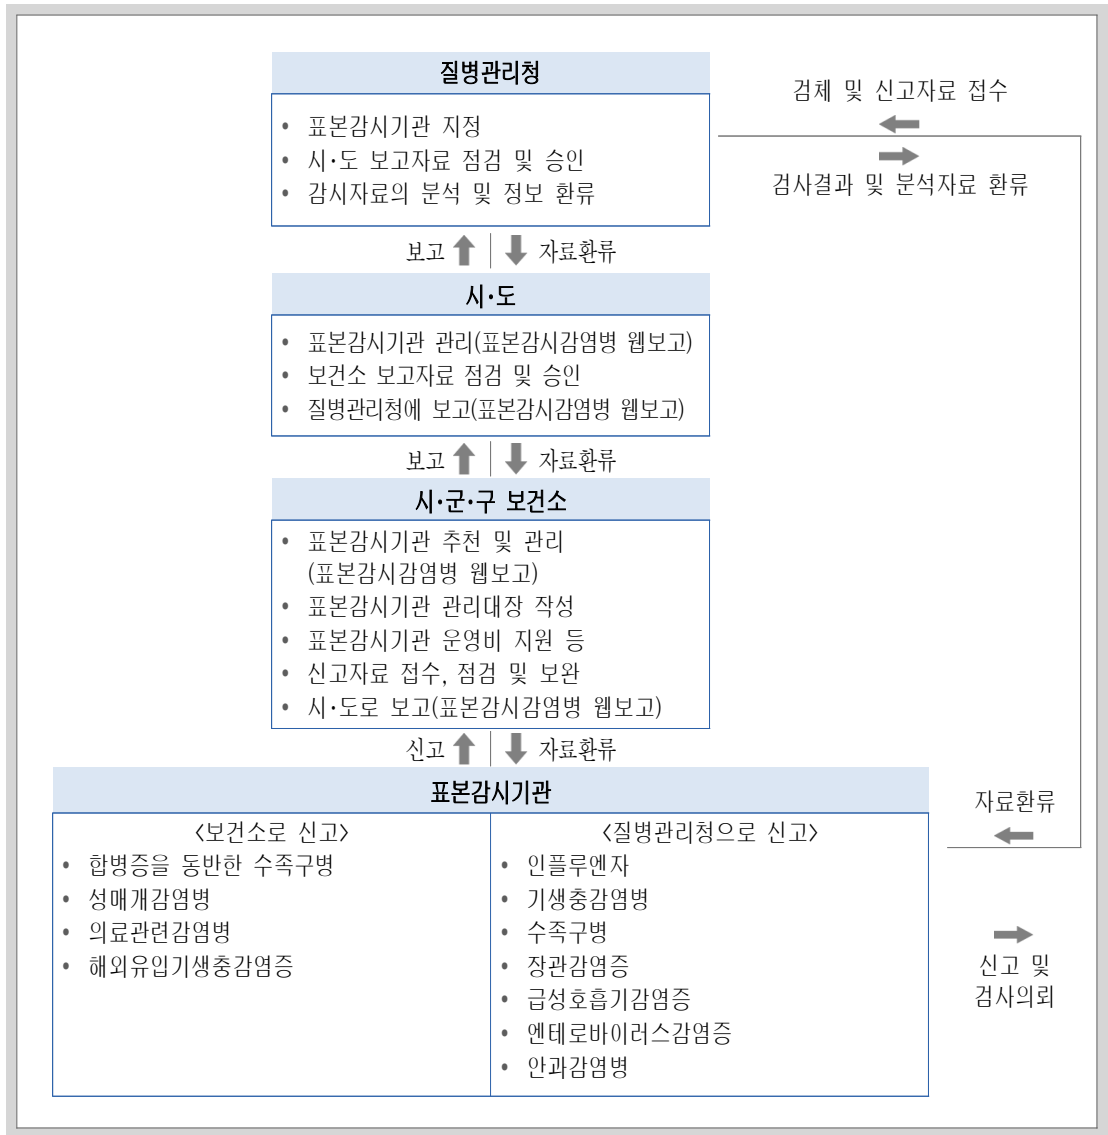 질병관리청
• 표본감시기관 지정
• 시·도 보고자료 점검 및 승인
• 감시자료의 분석 및 정보 환류
검체 및 신고자료 접수
검사결과 및 분석자료 환류
보고 자료환류
시·도
• 표본감시기관 관리(표본감시감염병 웹보고)
• 보건소 보고자료 점검 및 승인
• 질병관리청에 보고(표본감시감염병 웹보고)
보고 자료환류
시·군·구 보건소
• 표본감시기관 추천 및 관리
(표본감시감염병 웹보고)
• 표본감시기관 관리대장 작성
• 표본감시기관 운영비 지원 등
• 신고자료 접수, 점검 및 보완
• 시·도로 보고(표본감시감염병 웹보고)
신고 자료환류
표본감시기관
<보건소로 신고>
• 합병증을 동반한 수족구병
• 성매개감염병
• 의료관련감염병
• 해외유입기생충감염증
<질병관리청으로 신고>
• 인플루엔자
• 기생충감염병
• 수족구병
• 장관감염증
• 급성호흡기감염증
• 엔테로바이러스감염증
• 안과감염병
자료환류
신고 및
검사의뢰